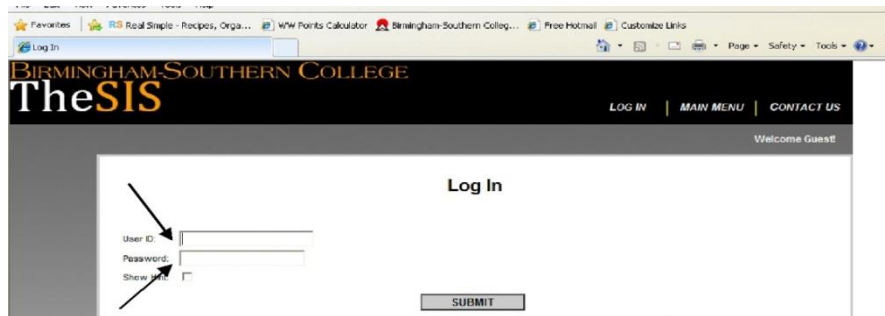 Favorites RS Real Simple - Recipes, Orga... WW Points Calculator Birmingham-Southern Colleg... Free Hotmail Customize Links
Log In Page Safety Tools
BIRMINGHAM-SOUTHERN COLLEGE
TheSIS
LOG IN | MAIN MENU | CONTACT US
Welcome Guest!
Log In
User ID:
Password:
Show Hint:
SUBMIT